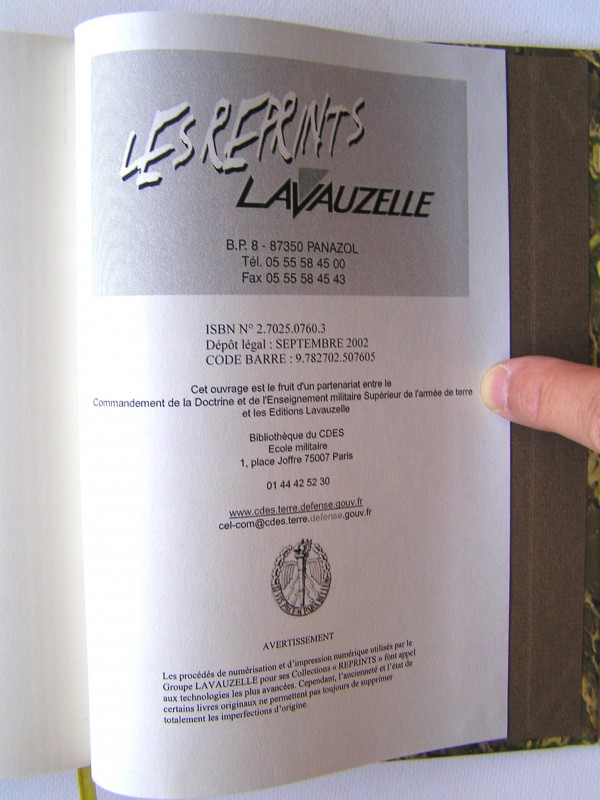 LES REPRINTS
LAVAUZELLE
B.P. 8 - 87350 PANAZOL
Tél. 05 55 58 45 00
Fax 05 55 58 45 43
ISBN N° 2.7025.0760.3
Dépôt légal : SEPTEMBRE 2002
CODE BARRE : 9.782702.507605
Cet ouvrage est le fruit d'un partenariat entre le
Commandement de la Doctrine et de l'Enseignement militaire Supérieur de l'armée de terre
et les Editions Lavauzelle
Bibliothèque du CDES
Ecole militaire
1, place Joffre 75007 Paris
01 44 42 52 30
www.cdes.terre.defense.gouv.fr
cel-com@cdes.terre.defense.gouv.fr
AVERTISSEMENT
Les procédés de numérisation et d'impression numérique utilisés par le
Groupe LAVAUZELLE pour ses Collections « REPRINTS » font appel
aux technologies les plus avancées. Cependant, l'ancienneté et l'état de
certains livres originaux ne permettent pas toujours de supprimer
totalement les imperfections d'origine.